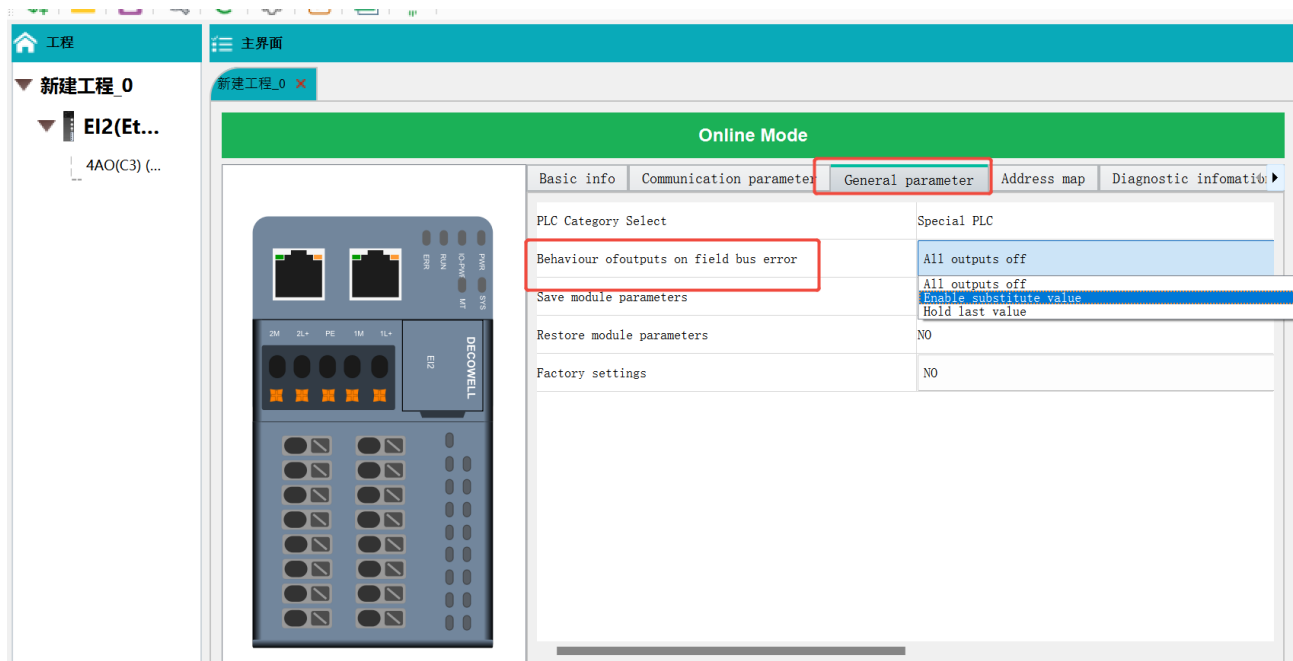 工程
主界面
新建工程_0
新建工程_0 ×
EI2(Et...
4AO(C3) (...
Online Mode
Basic info
Communication parameter
General parameter
Address map
Diagnostic infomatio
PLC Category Select
Special PLC
Behaviour ofoutputs on field bus error
All outputs off
All outputs off
Enable substitute value
Hold last value
Save module parameters
Restore module parameters
NO
Factory settings
NO
ERR
RUN
IO-PWR
PWR
MT
SYS
2M 2L+ PE 1M 1L+
EI2
DECOWELL